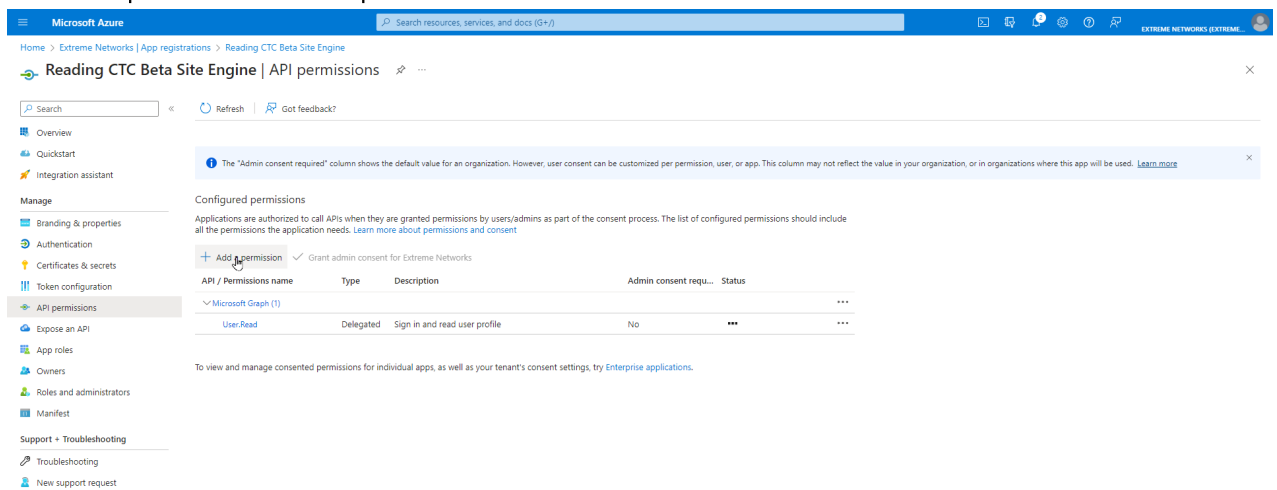 Microsoft Azure
Search resources, services, and docs (G+/)
2
EXTREME NETWORKS (EXTREME...
Home > Extreme Networks | App registrations > Reading CTC Beta Site Engine
Reading CTC Beta Site Engine | API permissions
Search
Refresh
Got feedback?
Overview
Quickstart
Integration assistant
Manage
Branding & properties
Authentication
Certificates & secrets
Token configuration
API permissions
Expose an API
App roles
Owners
Roles and administrators
Manifest
Support + Troubleshooting
Troubleshooting
New support request
The "Admin consent required" column shows the default value for an organization. However, user consent can be customized per permission, user, or app. This column may not reflect the value in your organization, or in organizations where this app will be used. Learn more
Configured permissions
Applications are authorized to call APIs when they are granted permissions by users/admins as part of the consent process. The list of configured permissions should include
all the permissions the application needs. Learn more about permissions and consent
Add a permission
Grant admin consent for Extreme Networks
API / Permissions name Type Description Admin consent requ... Status
Microsoft Graph (1)
User.Read Delegated Sign in and read user profile No
To view and manage consented permissions for individual apps, as well as your tenant's consent settings, try Enterprise applications.